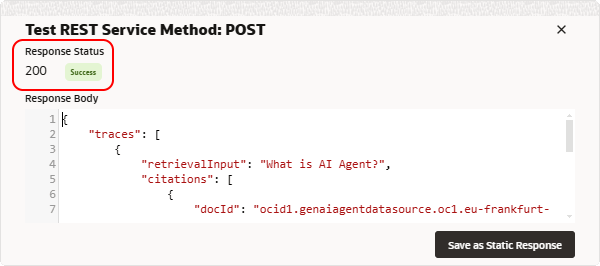 Test REST Service Method: POST
Response Status
200 Success
Response Body
1 {
2 "traces": [
3 {
4 "retrievalInput": "What is AI Agent?",
5 "citations": [
6 {
7 "docId": "ocid1.genaiagentdatasource.oc1.eu-frankfurt-
Save as Static Response